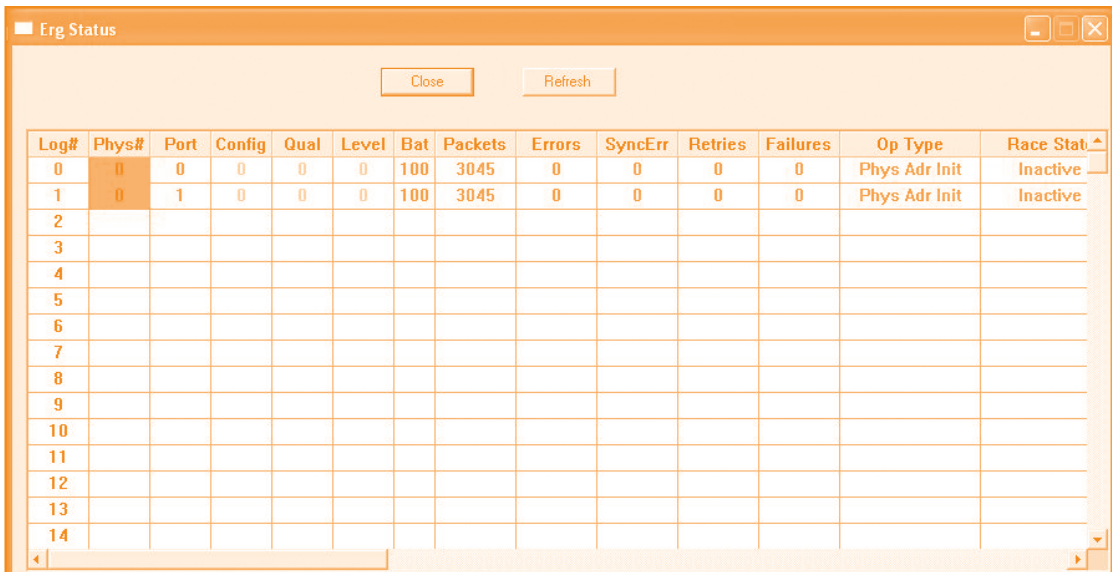 Erg Status
Close Refresh
Log# Phys# Port Config Qual Level Bat Packets Errors SyncErr Retries Failures Op Type Race Stat
0 0 0 0 0 0 100 3045 0 0 0 0 Phys Adr Init Inactive
1 0 1 0 0 0 100 3045 0 0 0 0 Phys Adr Init Inactive
2
3
4
5
6
7
8
9
10
11
12
13
14